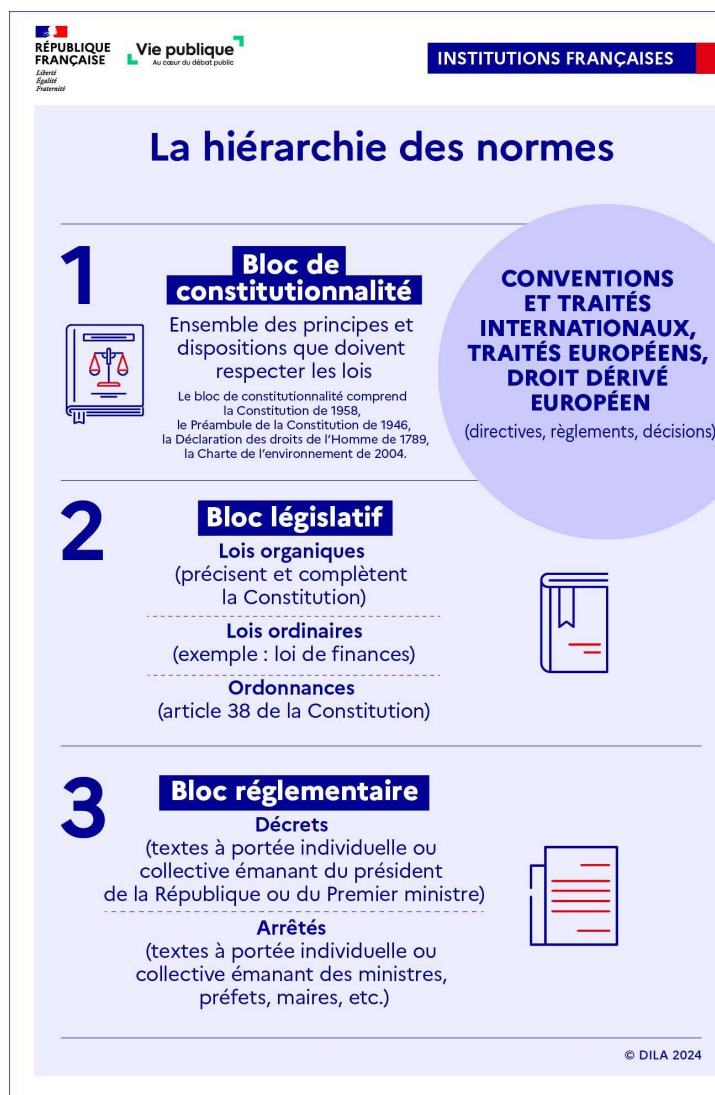 RÉPUBLIQUE
FRANÇAISE
Liberté
Égalité
Fraternité
Vie publique
Au cœur du débat public
INSTITUTIONS FRANÇAISES
La hiérarchie des normes
1
Bloc de
constitutionnalité
Ensemble des principes et
dispositions que doivent
respecter les lois
Le bloc de constitutionnalité comprend
la Constitution de 1958,
le Préambule de la Constitution de 1946,
la Déclaration des droits de l'Homme de 1789,
la Charte de l'environnement de 2004.
CONVENTIONS
ET TRAITÉS
INTERNATIONAUX,
TRAITÉS EUROPÉENS,
DROIT DÉRIVÉ
EUROPÉEN
(directives, règlements, décisions)
2
Bloc législatif
Lois organiques
(précisent et complètent
la Constitution)
Lois ordinaires
(exemple : loi de finances)
Ordonnances
(article 38 de la Constitution)
3
Bloc réglementaire
Décrets
(textes à portée individuelle ou
collective émanant du président
de la République ou du Premier ministre)
Arrêtés
(textes à portée individuelle ou
collective émanant des ministres,
préfets, maires, etc.)
© DILA 2024